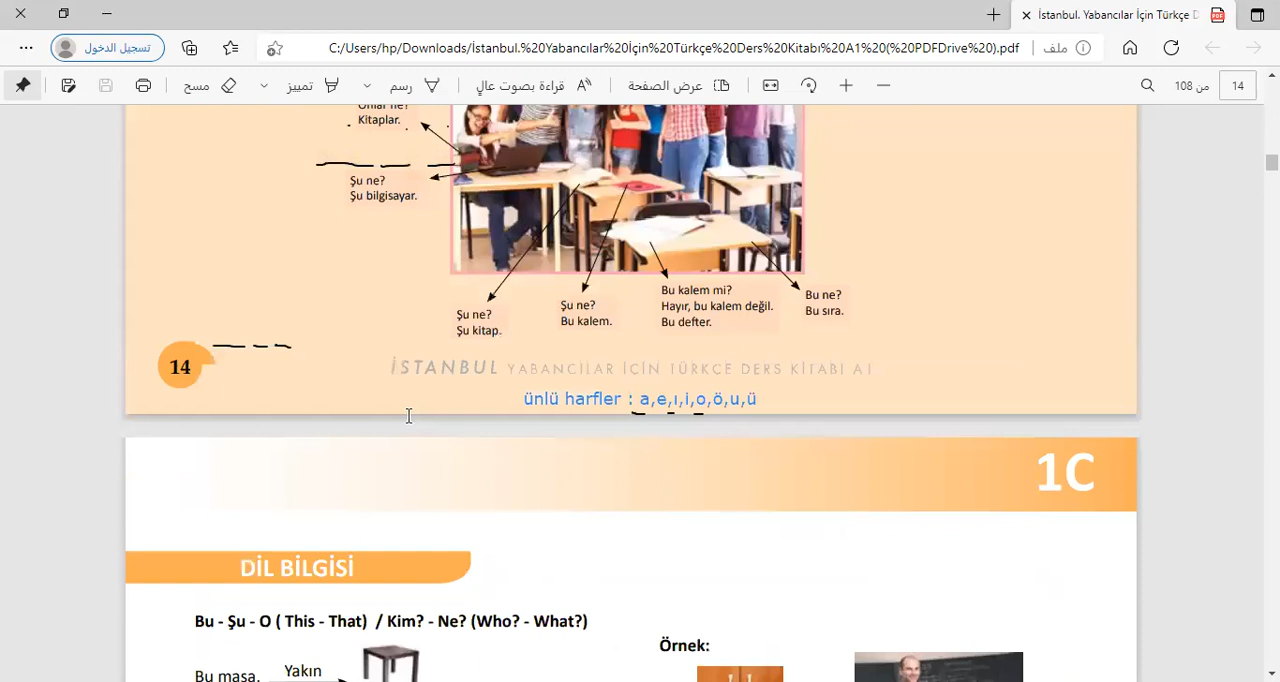 İstanbul. Yabancılar İçin Türkçe D
PDF
تسجيل الدخول
C:/Users/hp/Downloads/İstanbul.%20Yabancılar%20İçin%20Türkçe%20Ders%20Kitabı%20A1%20(%20PDFDrive%20).pdf
ملف
مسح
تمييز
رسم
قراءة بصوت عالٍ
عرض الصفحة
من 108
14
Onlar ne?
Kitaplar.
Şu ne?
Şu bilgisayar.
Şu ne?
Şu kitap.
Şu ne?
Bu kalem.
Bu kalem mi?
Hayır, bu kalem değil.
Bu defter.
Bu ne?
Bu sıra.
14
İSTANBUL YABANCILAR İÇİN TÜRKÇE DERS KİTABI A1
ünlü harfler : a,e,ı,i,o,ö,u,ü
1C
DİL BİLGİSİ
Bu - Şu - O ( This - That) / Kim? - Ne? (Who? - What?)
Örnek:
Bu masa.
Yakın